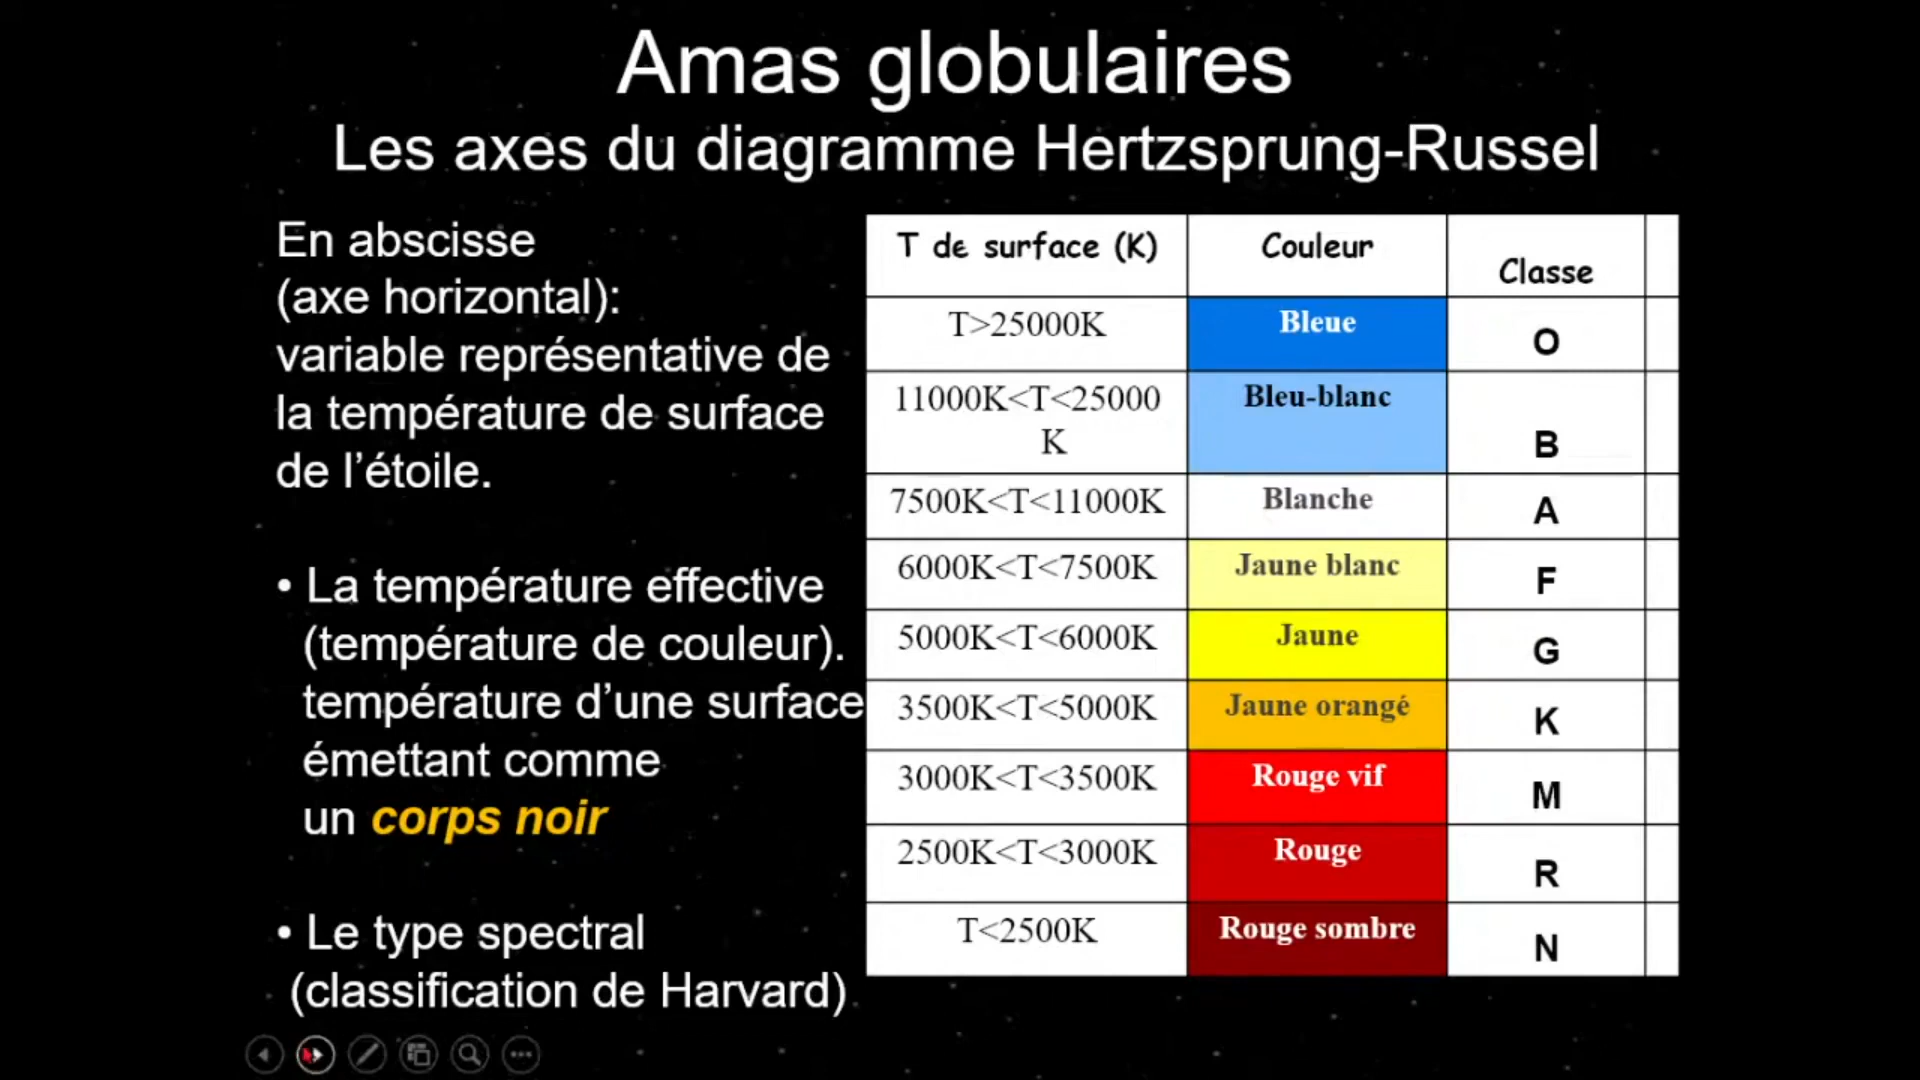 Amas globulaires
Les axes du diagramme Hertzsprung-Russel
En abscisse
(axe horizontal):
variable représentative de
la température de surface
de l’étoile.
• La température effective
(température de couleur).
température d’une surface
émettant comme
un corps noir
• Le type spectral
(classification de Harvard)
T de surface (K) Couleur Classe
T>25000K Bleue O
11000K<T<25000
K Bleu-blanc B
7500K<T<11000K Blanche A
6000K<T<7500K Jaune blanc F
5000K<T<6000K Jaune G
3500K<T<5000K Jaune orangé K
3000K<T<3500K Rouge vif M
2500K<T<3000K Rouge R
T<2500K Rouge sombre N